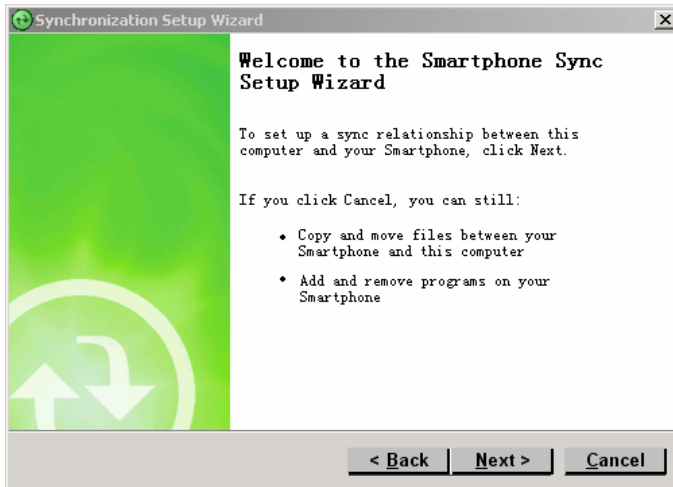 Synchronization Setup Wizard
Welcome to the Smartphone Sync
Setup Wizard
To set up a sync relationship between this
computer and your Smartphone, click Next.
If you click Cancel, you can still:
• Copy and move files between your
Smartphone and this computer
• Add and remove programs on your
Smartphone
< Back Next > Cancel